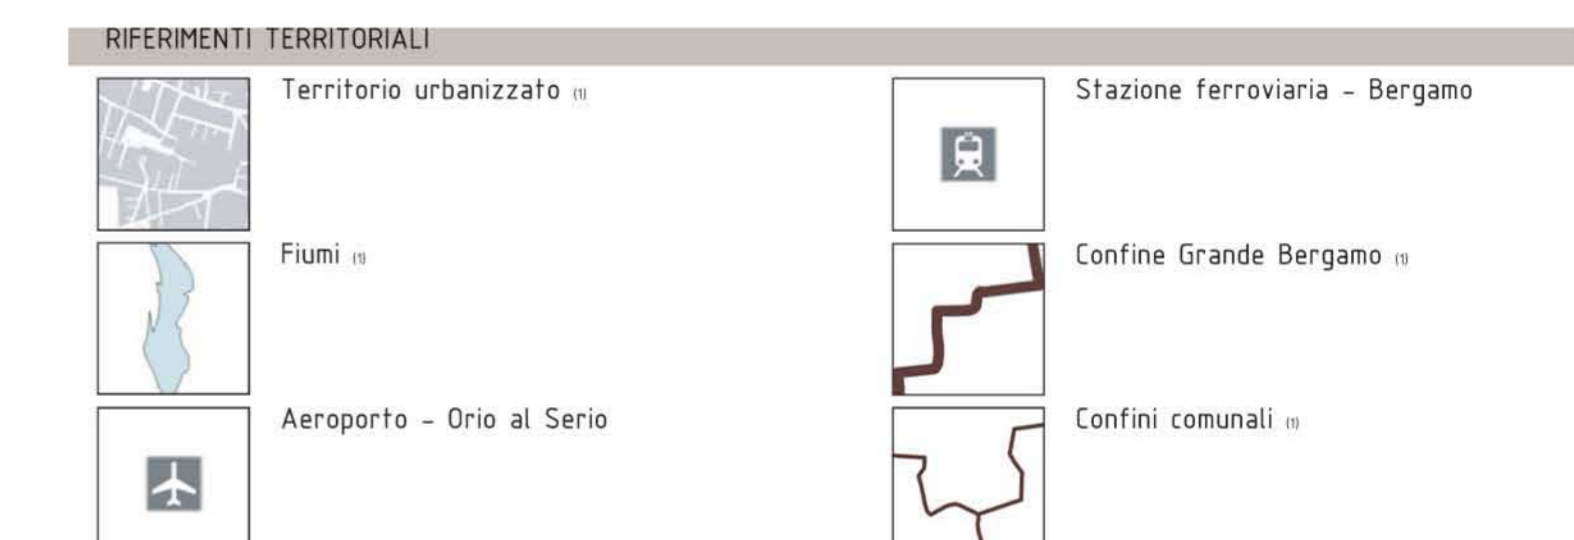 RIFERIMENTI TERRITORIALI
Territorio urbanizzato (1)
Stazione ferroviaria - Bergamo
Fiumi (1)
Confine Grande Bergamo (1)
Aeroporto - Orio al Serio
Confini comunali (1)